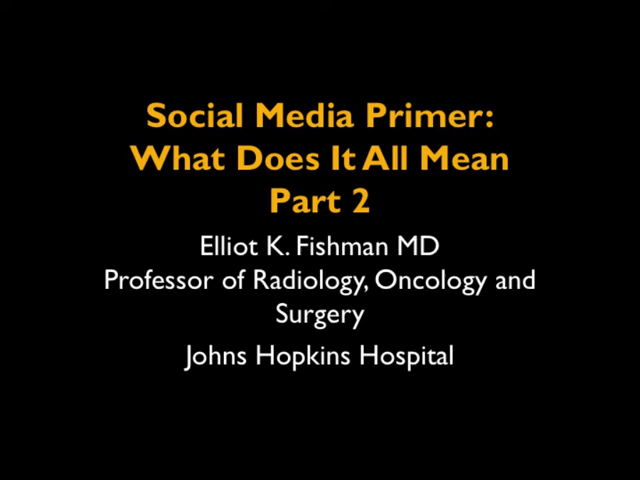 Social Media Primer:
What Does It All Mean
Part 2
Elliot K. Fishman MD
Professor of Radiology, Oncology and
Surgery
Johns Hopkins Hospital